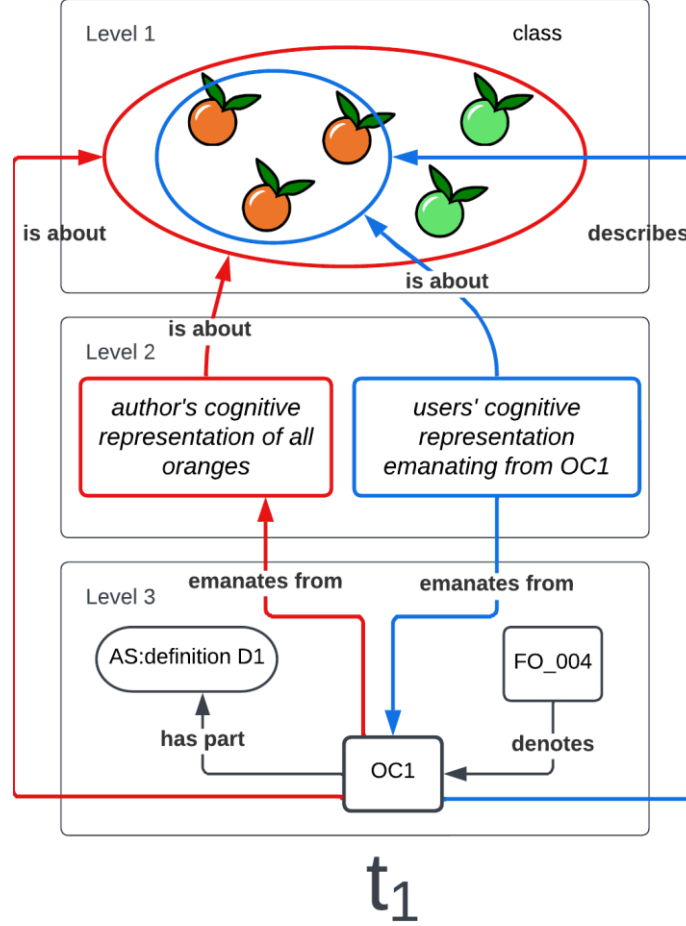 Level 1
class
is about
describes
is about
is about
Level 2
author's cognitive
representation of all
oranges
users' cognitive
representation
emanating from OC1
emanates from
emanates from
Level 3
AS:definition D1
FO_004
has part
denotes
OC1
t1